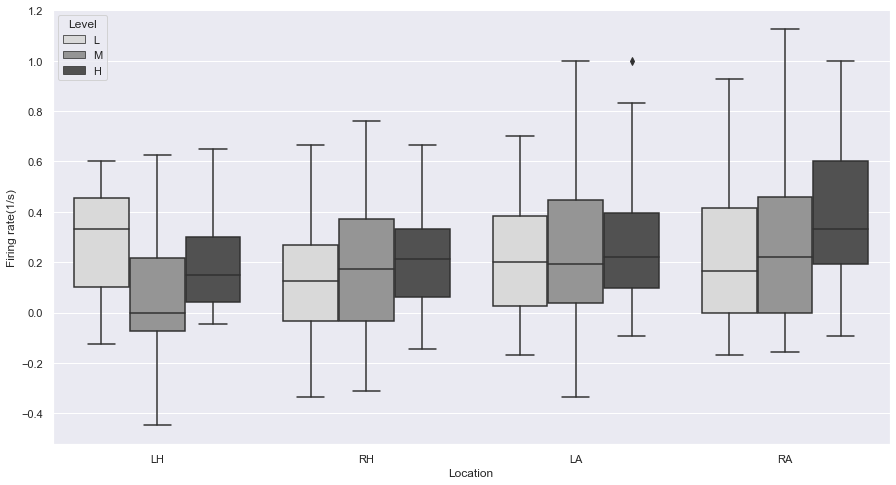 Level
L
M
H
1.2
1.0
0.8
0.6
0.4
0.2
0.0
−0.2
−0.4
Firing rate(1/s)
LH
RH
LA
RA
Location